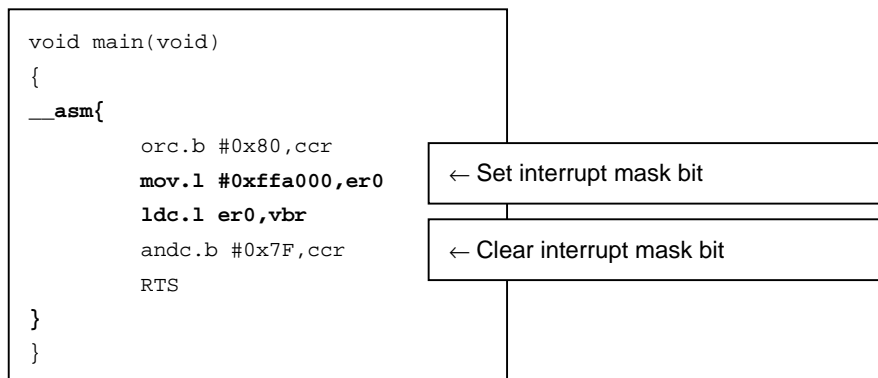 void main(void)
{
__asm{
orc.b #0x80,ccr
← Set interrupt mask bit
mov.l #0xffa000,er0
ldc.l er0,vbr
andc.b #0x7F,ccr
← Clear interrupt mask bit
RTS
}
}